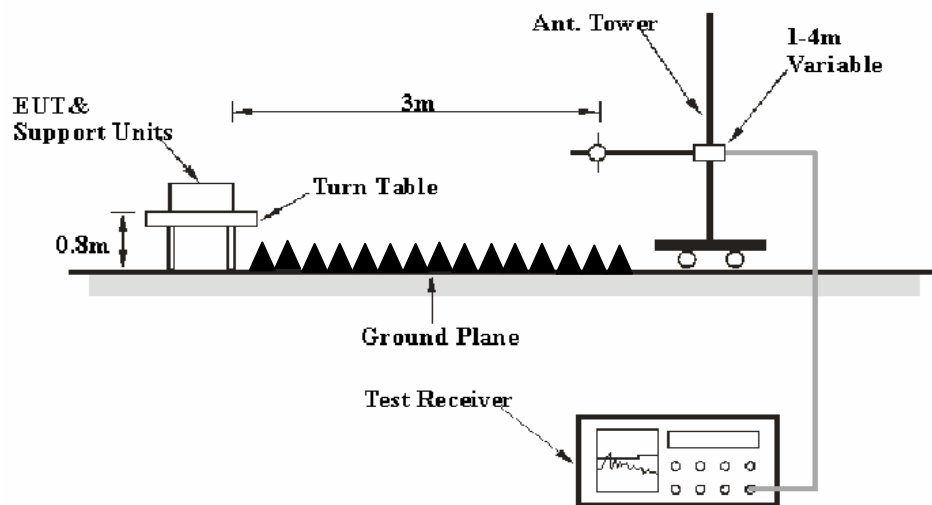 Ant. Tower
1-4m
Variable
EUT&
Support Units
3m
Turn Table
0.8m
Ground Plane
Test Receiver